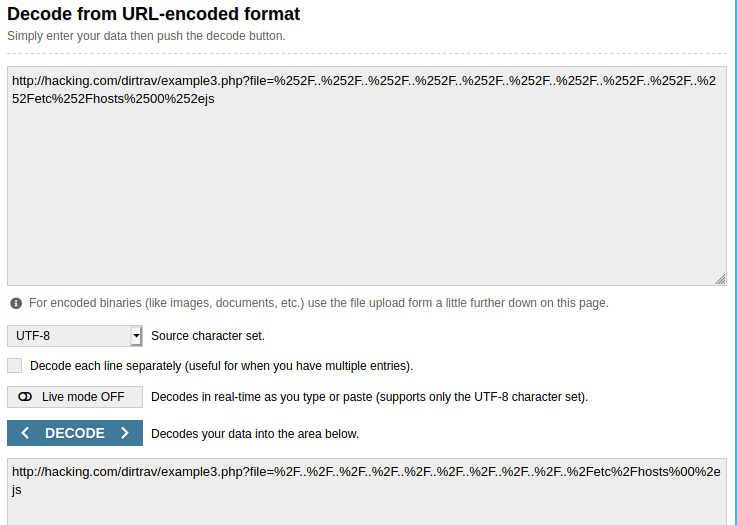 Decode from URL-encoded format
Simply enter your data then push the decode button.
http://hacking.com/dirtrav/example3.php?file=%252F..%252F..%252F..%252F..%252F..%252F..%252F..%252F..%252F..%2
52Fetc%252Fhosts%2500%252ejs
For encoded binaries (like images, documents, etc.) use the file upload form a little further down on this page.
UTF-8 Source character set.
Decode each line separately (useful for when you have multiple entries).
Live mode OFF Decodes in real-time as you type or paste (supports only the UTF-8 character set).
< DECODE > Decodes your data into the area below.
http://hacking.com/dirtrav/example3.php?file=%2F..%2F..%2F..%2F..%2F..%2F..%2F..%2F..%2F..%2Fetc%2Fhosts%00%2e
js